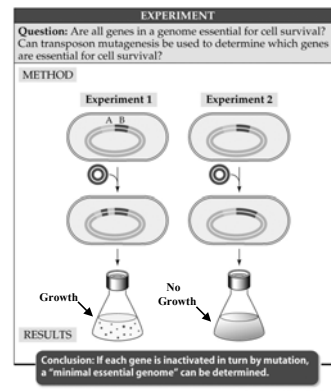 EXPERIMENT
Question: Are all genes in a genome essential for cell survival?
Can transposon mutagenesis be used to determine which genes
are essential for cell survival?
METHOD
Experiment 1
Experiment 2
A B
Growth
No
Growth
RESULTS
Conclusion: If each gene is inactivated in turn by mutation,
a “minimal essential genome” can be determined.